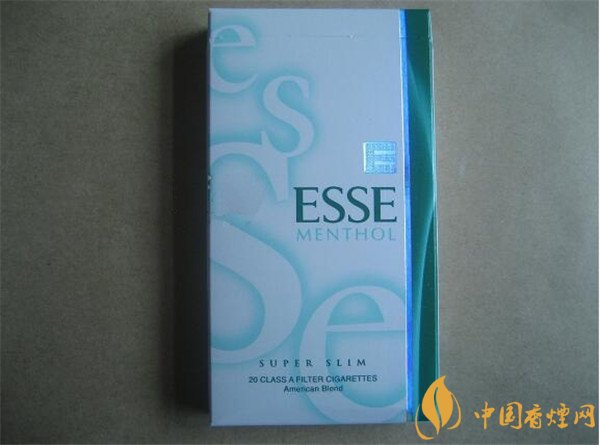 e
s
S
e
ESSE
MENTHOL
SUPER SLIM
20 CLASS A FILTER CIGARETTES
American Blend
中国香烟网